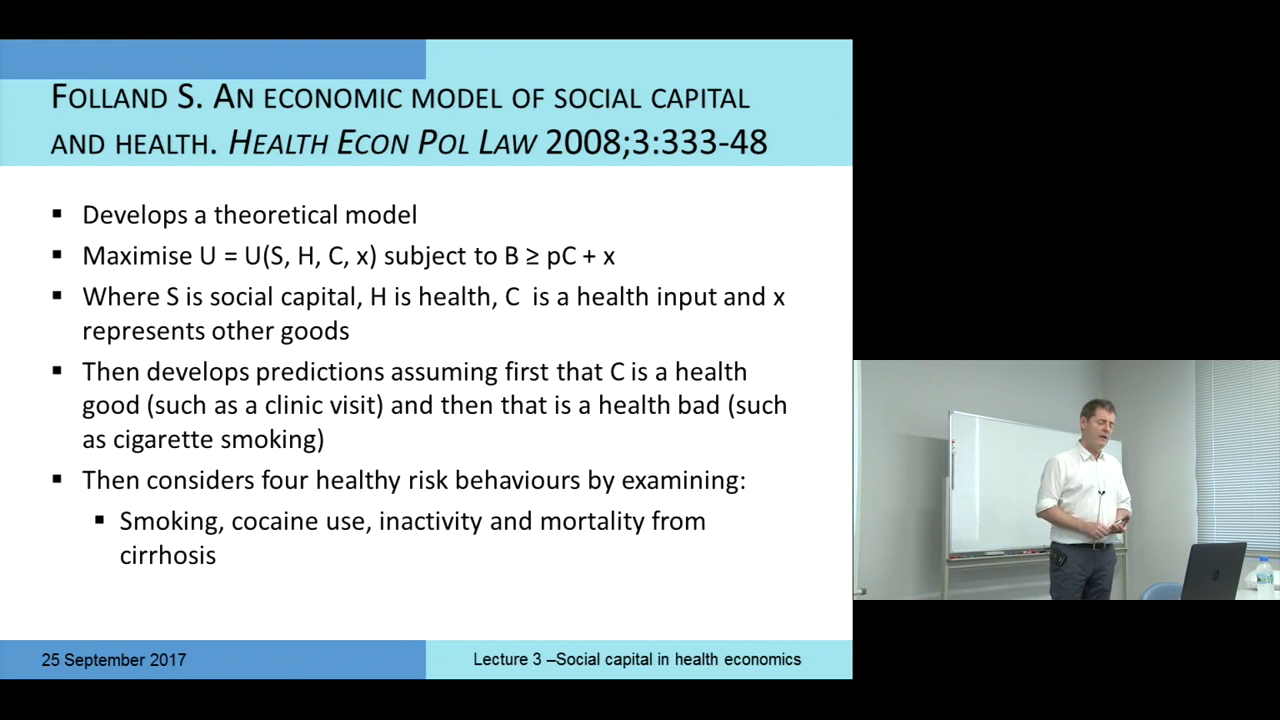 FOLLAND S. AN ECONOMIC MODEL OF SOCIAL CAPITAL
AND HEALTH. HEALTH ECON POL LAW 2008;3:333-48
▪ Develops a theoretical model
▪ Maximise U = U(S, H, C, x) subject to B ≥ pC + x
▪ Where S is social capital, H is health, C is a health input and x
represents other goods
▪ Then develops predictions assuming first that C is a health
good (such as a clinic visit) and then that is a health bad (such
as cigarette smoking)
▪ Then considers four healthy risk behaviours by examining:
▪ Smoking, cocaine use, inactivity and mortality from
cirrhosis
25 September 2017
Lecture 3 –Social capital in health economics